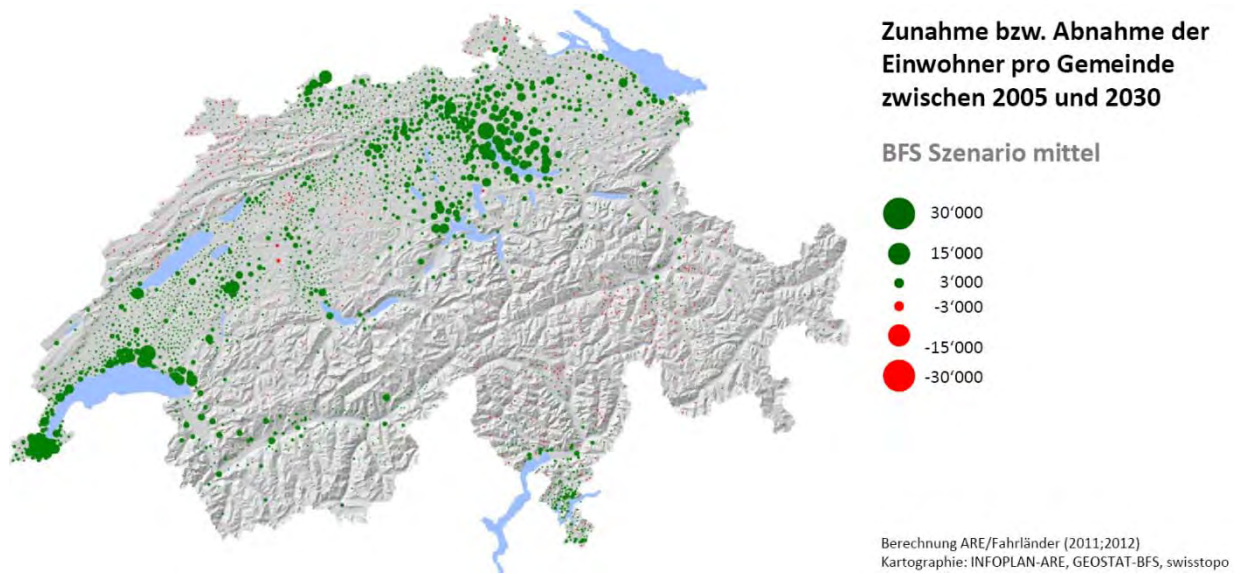 Zunahme bzw. Abnahme der
Einwohner pro Gemeinde
zwischen 2005 und 2030
BFS Szenario mittel
30‘000
15‘000
3‘000
-3‘000
-15‘000
-30‘000
Berechnung ARE/Fahrländer (2011;2012)
Kartographie: INFOPLAN-ARE, GEOSTAT-BFS, swisstopo